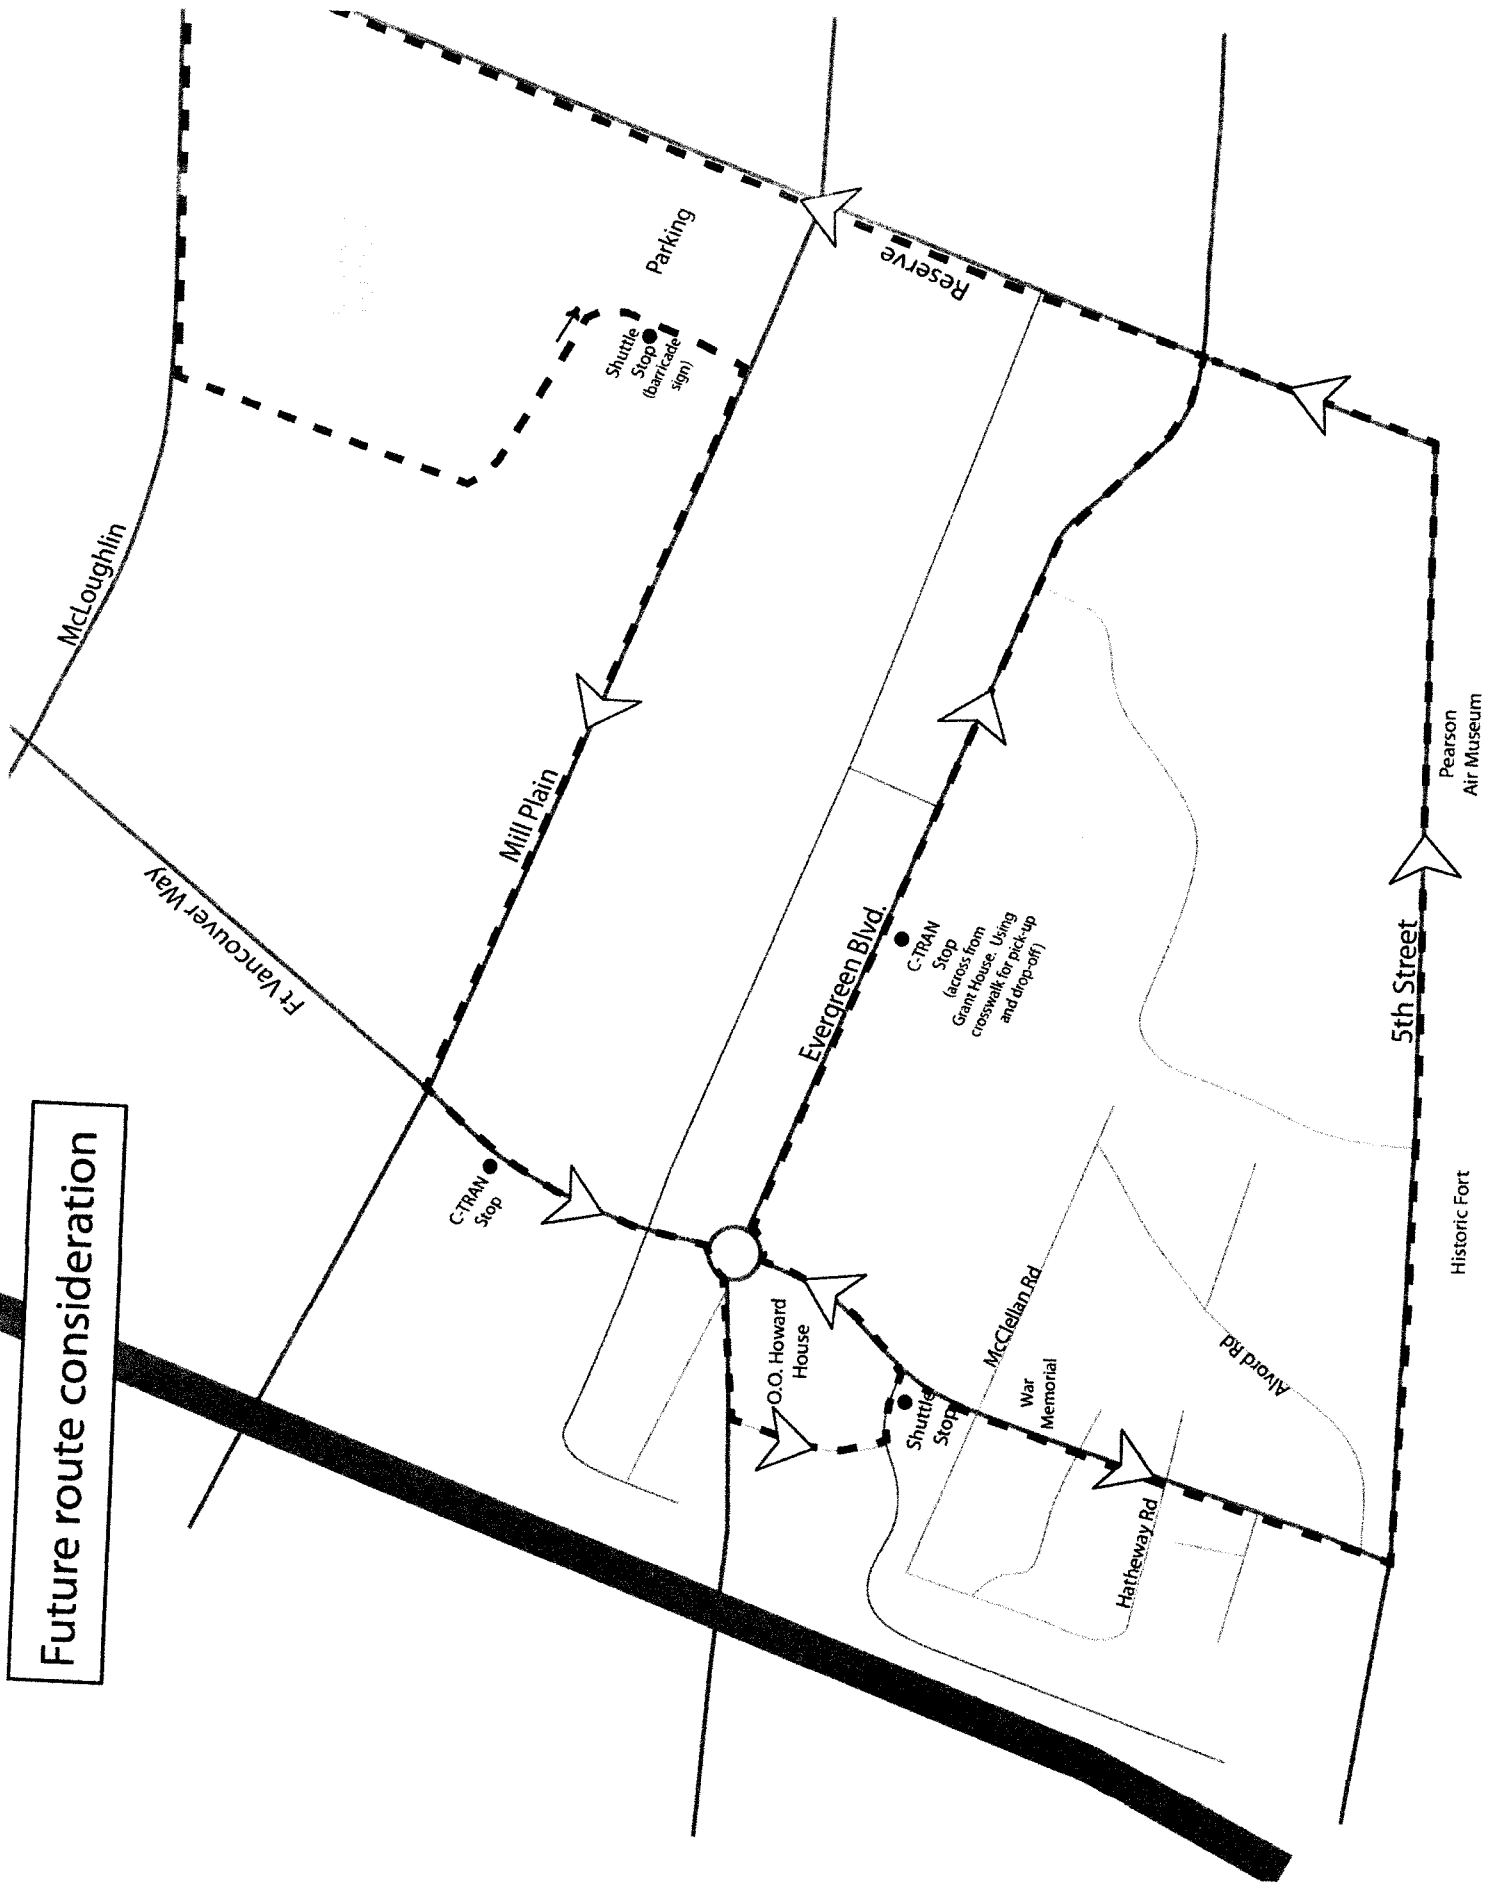 Future route consideration
McLoughlin
Ft Vancouver Way
Mill Plain
Parking
Shuttle
Stop
(barricade
sign)
Reserve
C-TRAN
Stop
Evergreen Blvd.
C-TRAN
Stop
(across from
Grant House. Using
crosswalk for pick-up
and drop-off)
O.O. Howard
House
Shuttle
Stop
McClellan Rd
War
Memorial
Hatheway Rd
Alvord Rd
5th Street
Historic Fort
Pearson
Air Museum